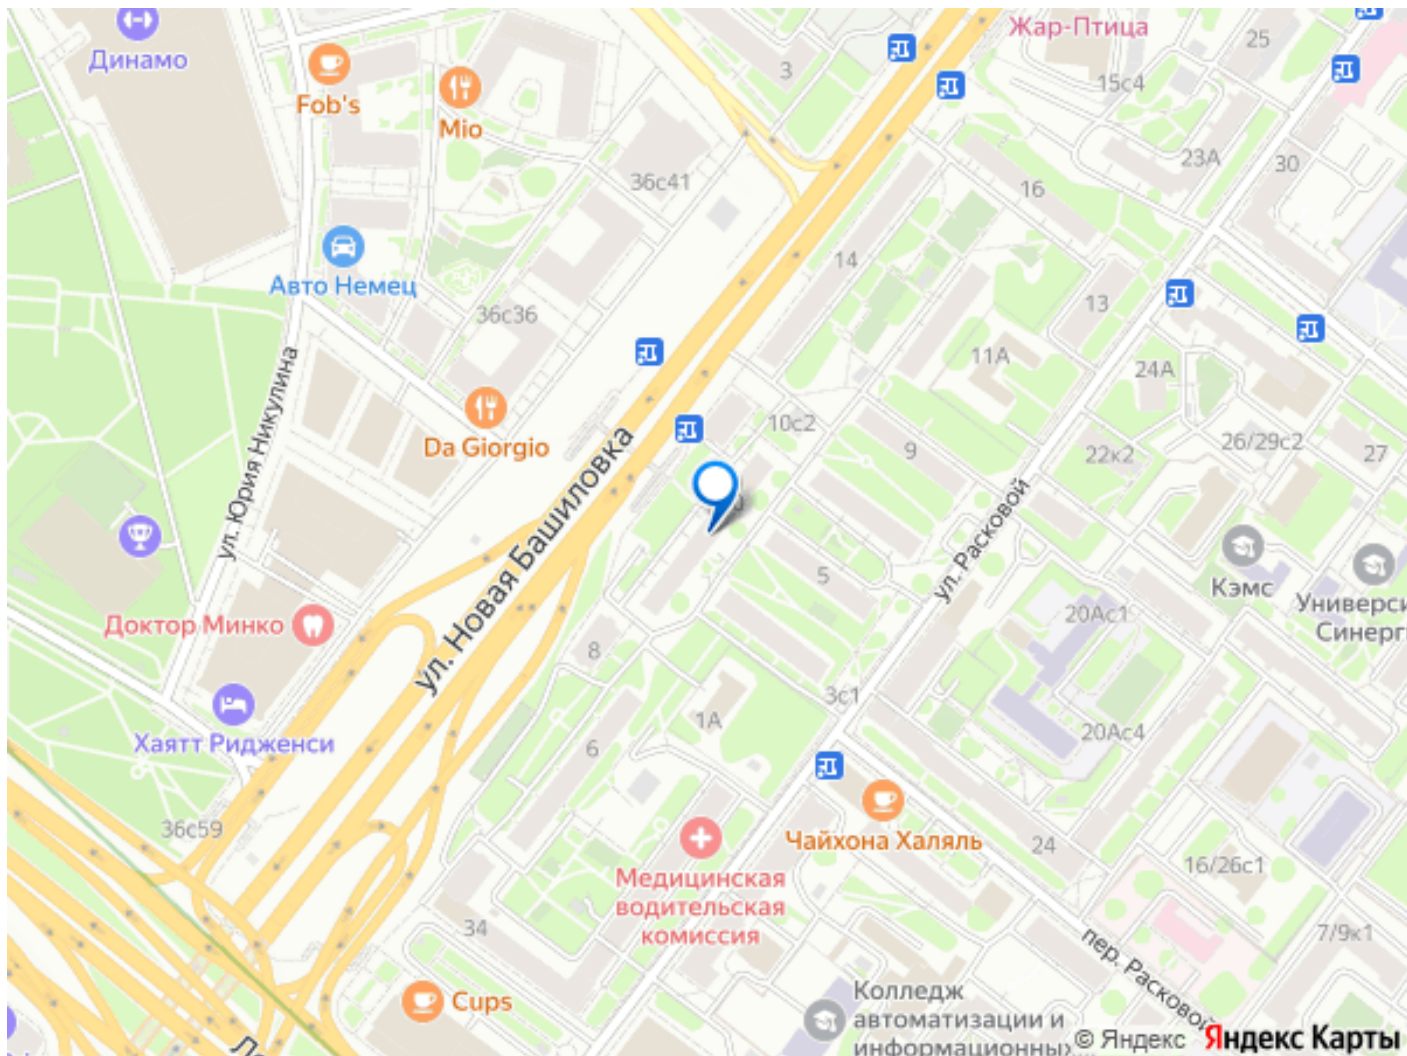 Жар-Птица
Динамо
Fob's
Mio
3
25
15с4
23А
30
36с41
16
14
Авто Немец
36с36
13
11А
24А
ул. Юрия Никулина
Da Giorgio
10с2
9
22к2
26/29с2
27
ул. Новая Башиловка
ул. Расковой
5
Кэмс
Универси
Синерг
20Ас1
Доктор Минко
8
3с1
1А
20Ас4
Хаятт Ридженси
6
36с59
Чайхона Халяль
24
16/26с1
Медицинская
водительская
комиссия
34
7/9к1
пер. Расковой
Cups
Колледж
автоматизации и
информационных
© Яндекс Яндекс Карты